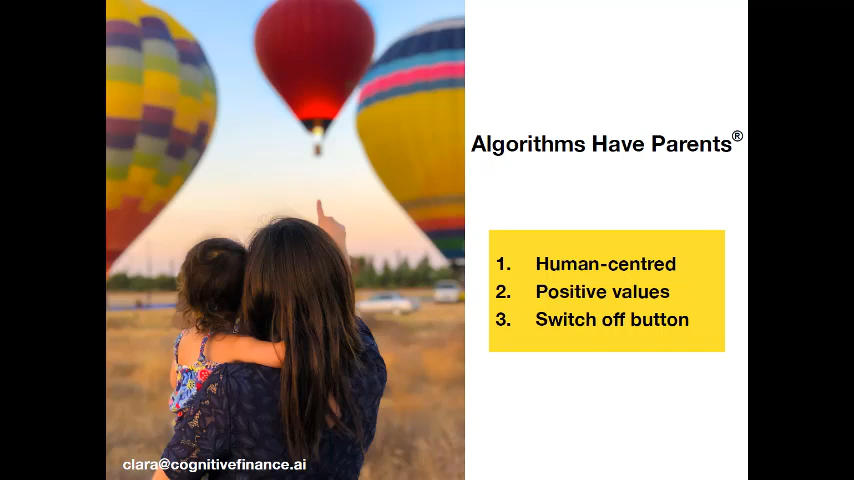 Algorithms Have Parents®
1. Human-centred
2. Positive values
3. Switch off button
clara@cognitivefinance.ai